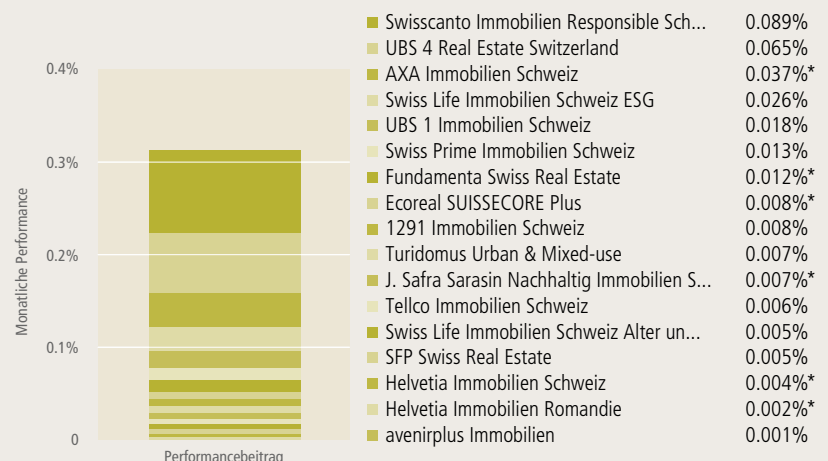 Swisscanto Immobilien Responsible Sch... 0.089%
UBS 4 Real Estate Switzerland 0.065%
AXA Immobilien Schweiz 0.037%*
Swiss Life Immobilien Schweiz ESG 0.026%
UBS 1 Immobilien Schweiz 0.018%
Swiss Prime Immobilien Schweiz 0.013%
Fundamenta Swiss Real Estate 0.012%*
Ecoreal SUISSECORE Plus 0.008%*
1291 Immobilien Schweiz 0.008%
Turidomus Urban & Mixed-use 0.007%
J. Safra Sarasin Nachhaltig Immobilien S... 0.007%*
Tellco Immobilien Schweiz 0.006%
Swiss Life Immobilien Schweiz Alter un... 0.005%
SFP Swiss Real Estate 0.005%
Helvetia Immobilien Schweiz 0.004%*
Helvetia Immobilien Romandie 0.002%*
avenirplus Immobilien 0.001%
0.4%
0.3%
0.2%
0.1%
0
Monatliche Performance
Performancebeitrag